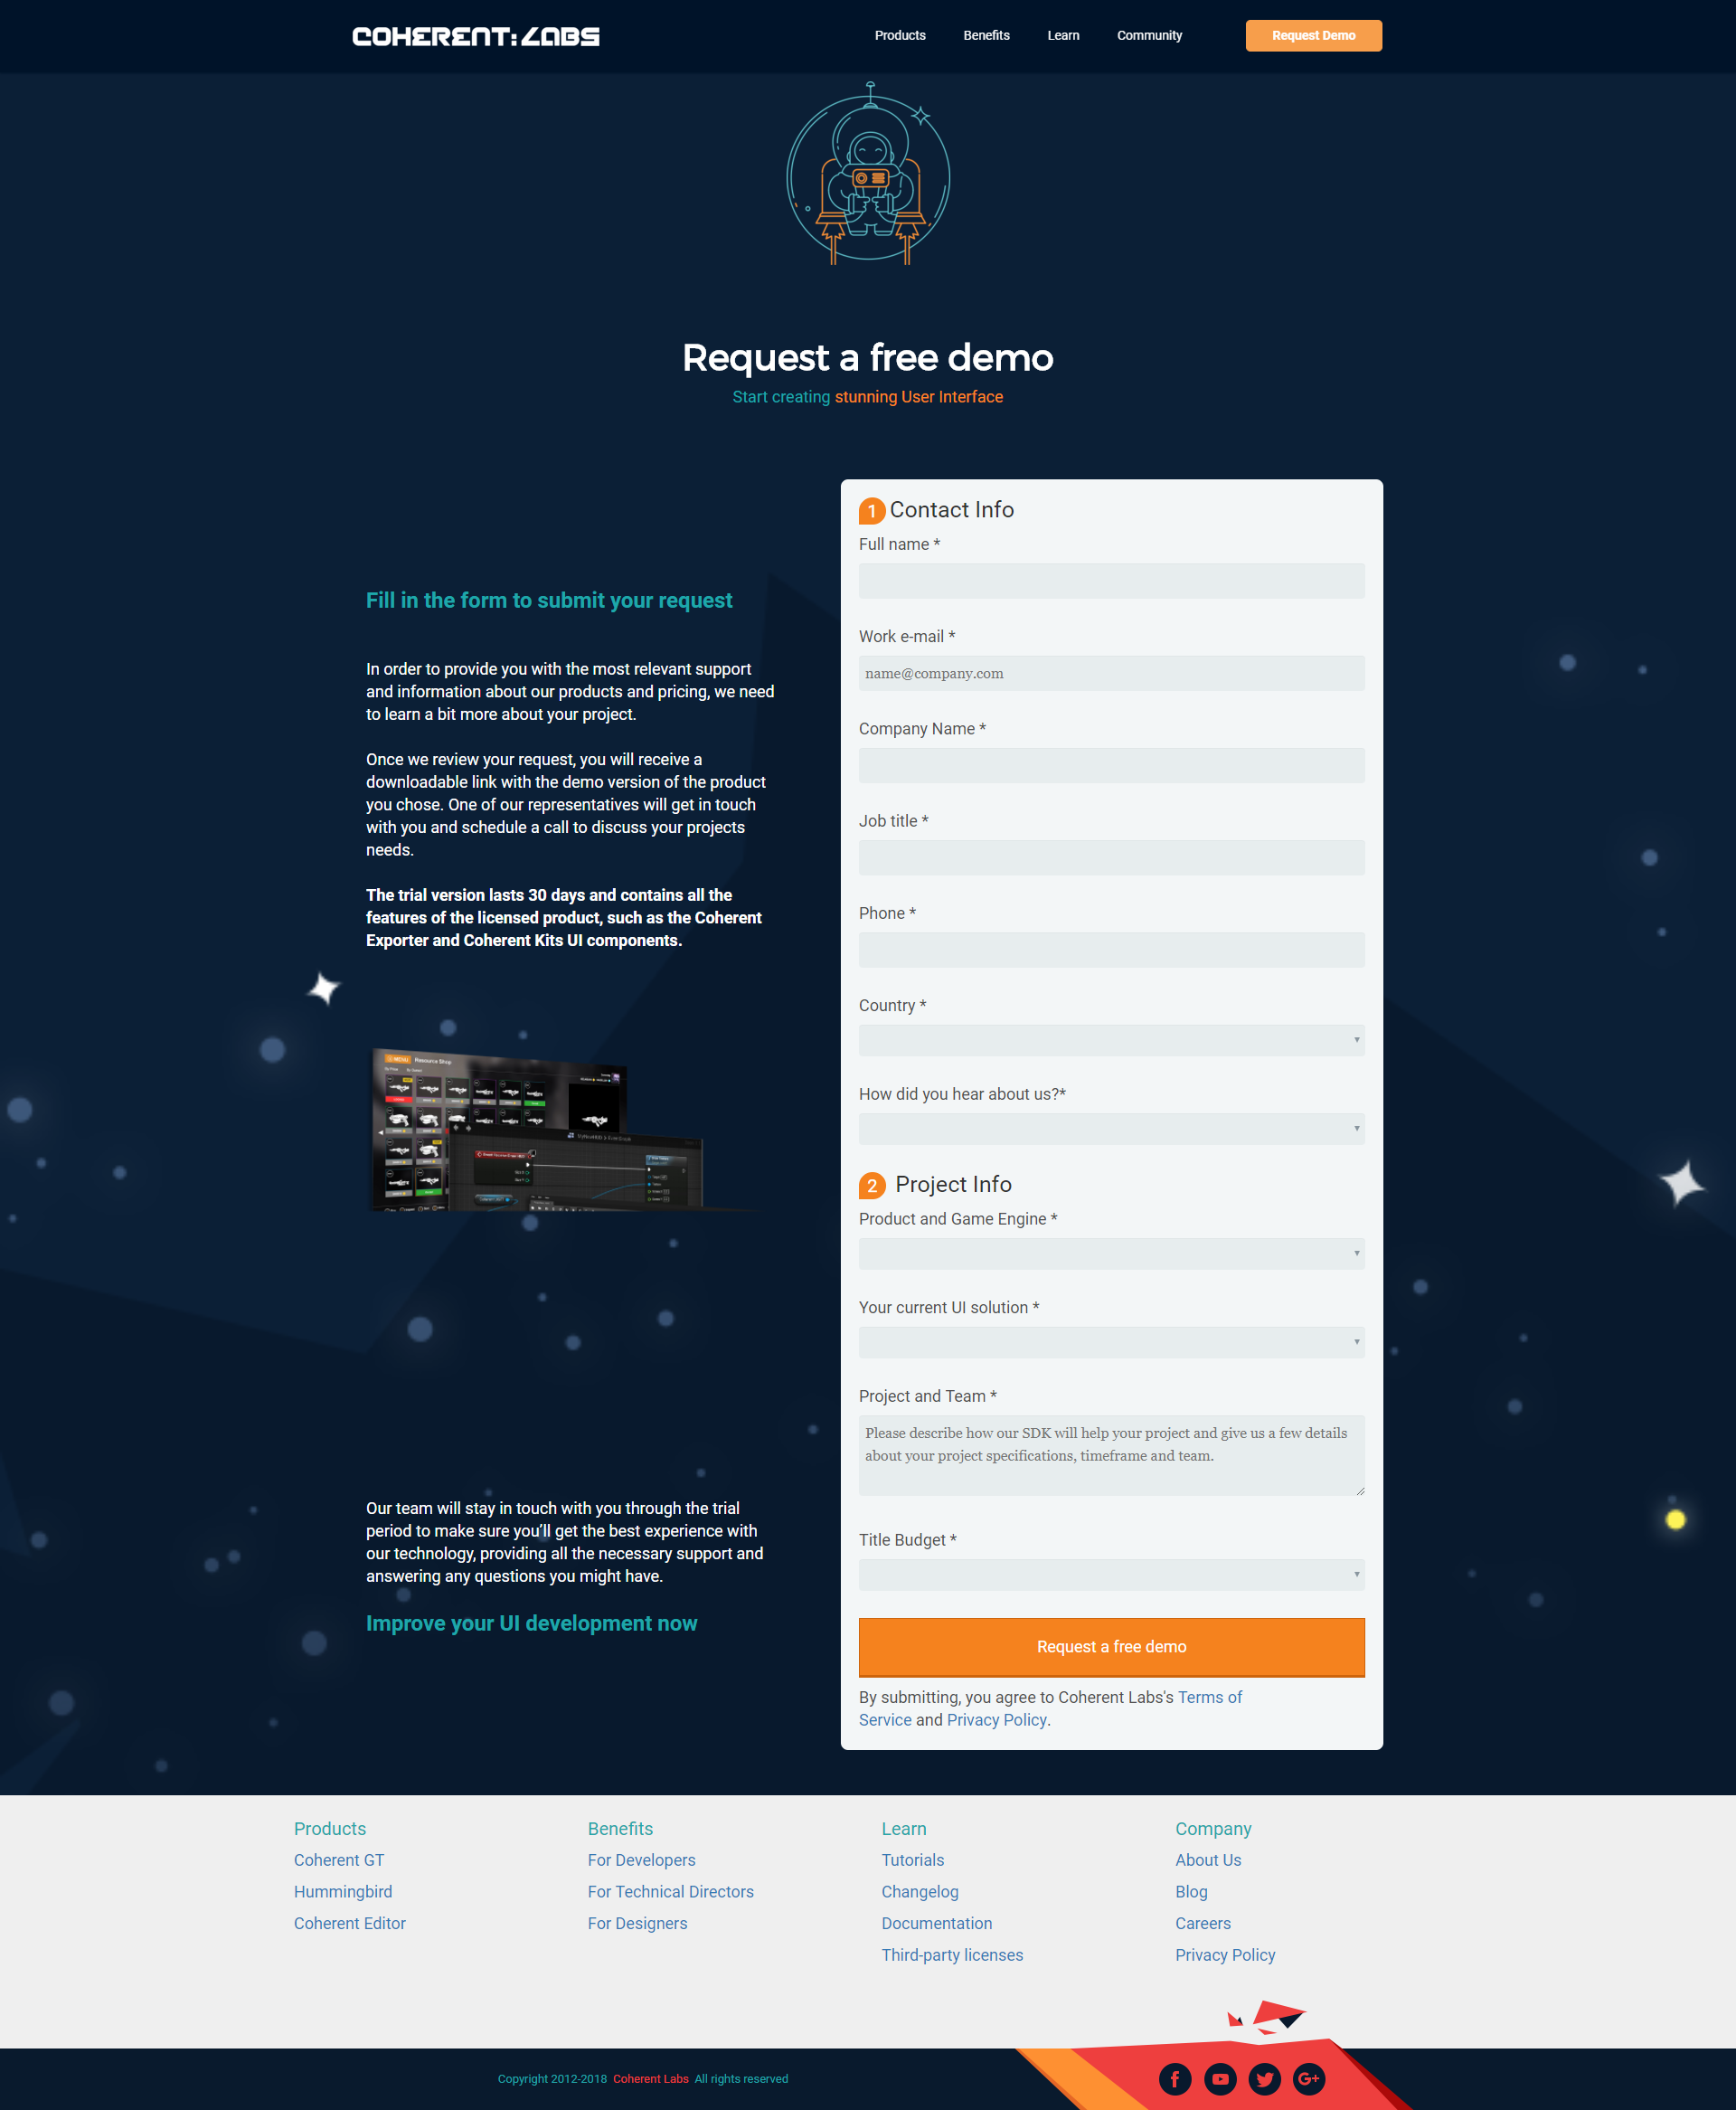 COHERENT:LABS
Products
Benefits
Learn
Community
Request Demo
Request a free demo
Start creating stunning User Interface
Fill in the form to submit your request
In order to provide you with the most relevant support
and information about our products and pricing, we need
to learn a bit more about your project.
Once we review your request, you will receive a
downloadable link with the demo version of the product
you chose. One of our representatives will get in touch
with you and schedule a call to discuss your projects
needs.
The trial version lasts 30 days and contains all the
features of the licensed product, such as the Coherent
Exporter and Coherent Kits UI components.
MENU
Resource Shop
Our team will stay in touch with you through the trial
period to make sure you'll get the best experience with
our technology, providing all the necessary support and
answering any questions you might have.
Improve your UI development now
1 Contact Info
Full name *
Work e-mail *
name@company.com
Company Name *
Job title *
Phone *
Country *
How did you hear about us?*
2 Project Info
Product and Game Engine *
Your current UI solution *
Project and Team *
Please describe how our SDK will help your project and give us a few details
about your project specifications, timeframe and team.
Title Budget *
Request a free demo
By submitting, you agree to Coherent Labs's Terms of
Service and Privacy Policy.
Products
Coherent GT
Hummingbird
Coherent Editor
Benefits
For Developers
For Technical Directors
For Designers
Learn
Tutorials
Changelog
Documentation
Third-party licenses
Company
About Us
Blog
Careers
Privacy Policy
Copyright 2012-2018 Coherent Labs All rights reserved